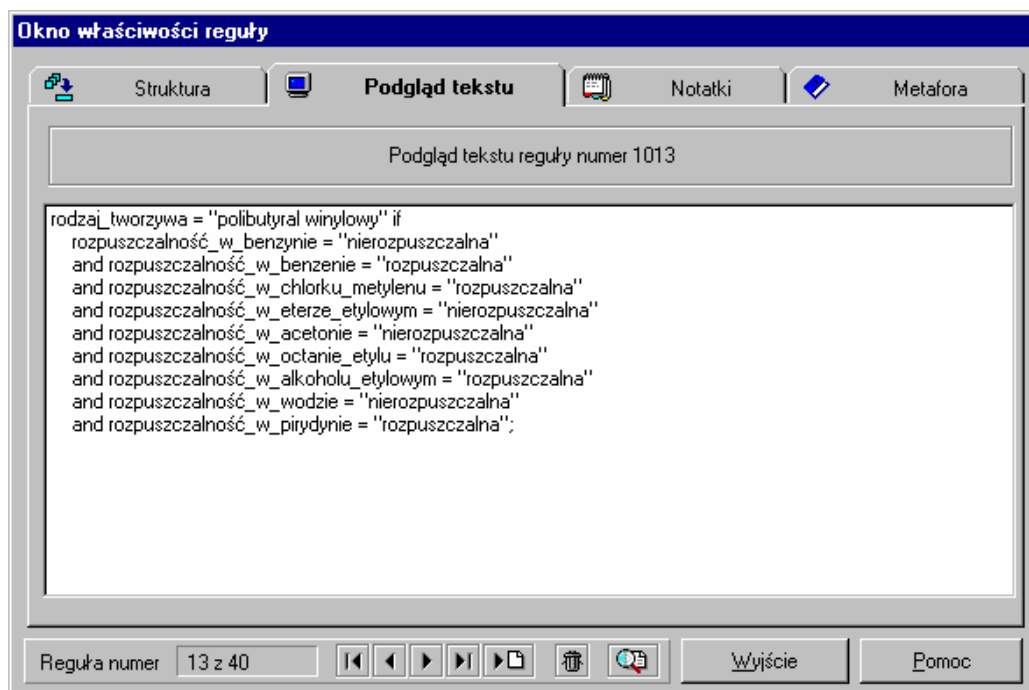 Okno właściwości reguły
Struktura
Podgląd tekstu
Notatki
Metafora
Podgląd tekstu reguły numer 1013
rodzaj_tworzywa = "polibutyral winylowy" if
rozpuszczalność_w_benzynie = "nierozpuszczalna"
and rozpuszczalność_w_benzenie = "rozpuszczalna"
and rozpuszczalność_w_chlorku_metylenu = "rozpuszczalna"
and rozpuszczalność_w_eterze_etylowym = "nierozpuszczalna"
and rozpuszczalność_w_acetonie = "nierozpuszczalna"
and rozpuszczalność_w_octanie_etylu = "rozpuszczalna"
and rozpuszczalność_w_alkoholu_etylowym = "rozpuszczalna"
and rozpuszczalność_w_wodzie = "nierozpuszczalna"
and rozpuszczalność_w_pirydynie = "rozpuszczalna";
Reguła numer 13 z 40
Wyjście
Pomoc